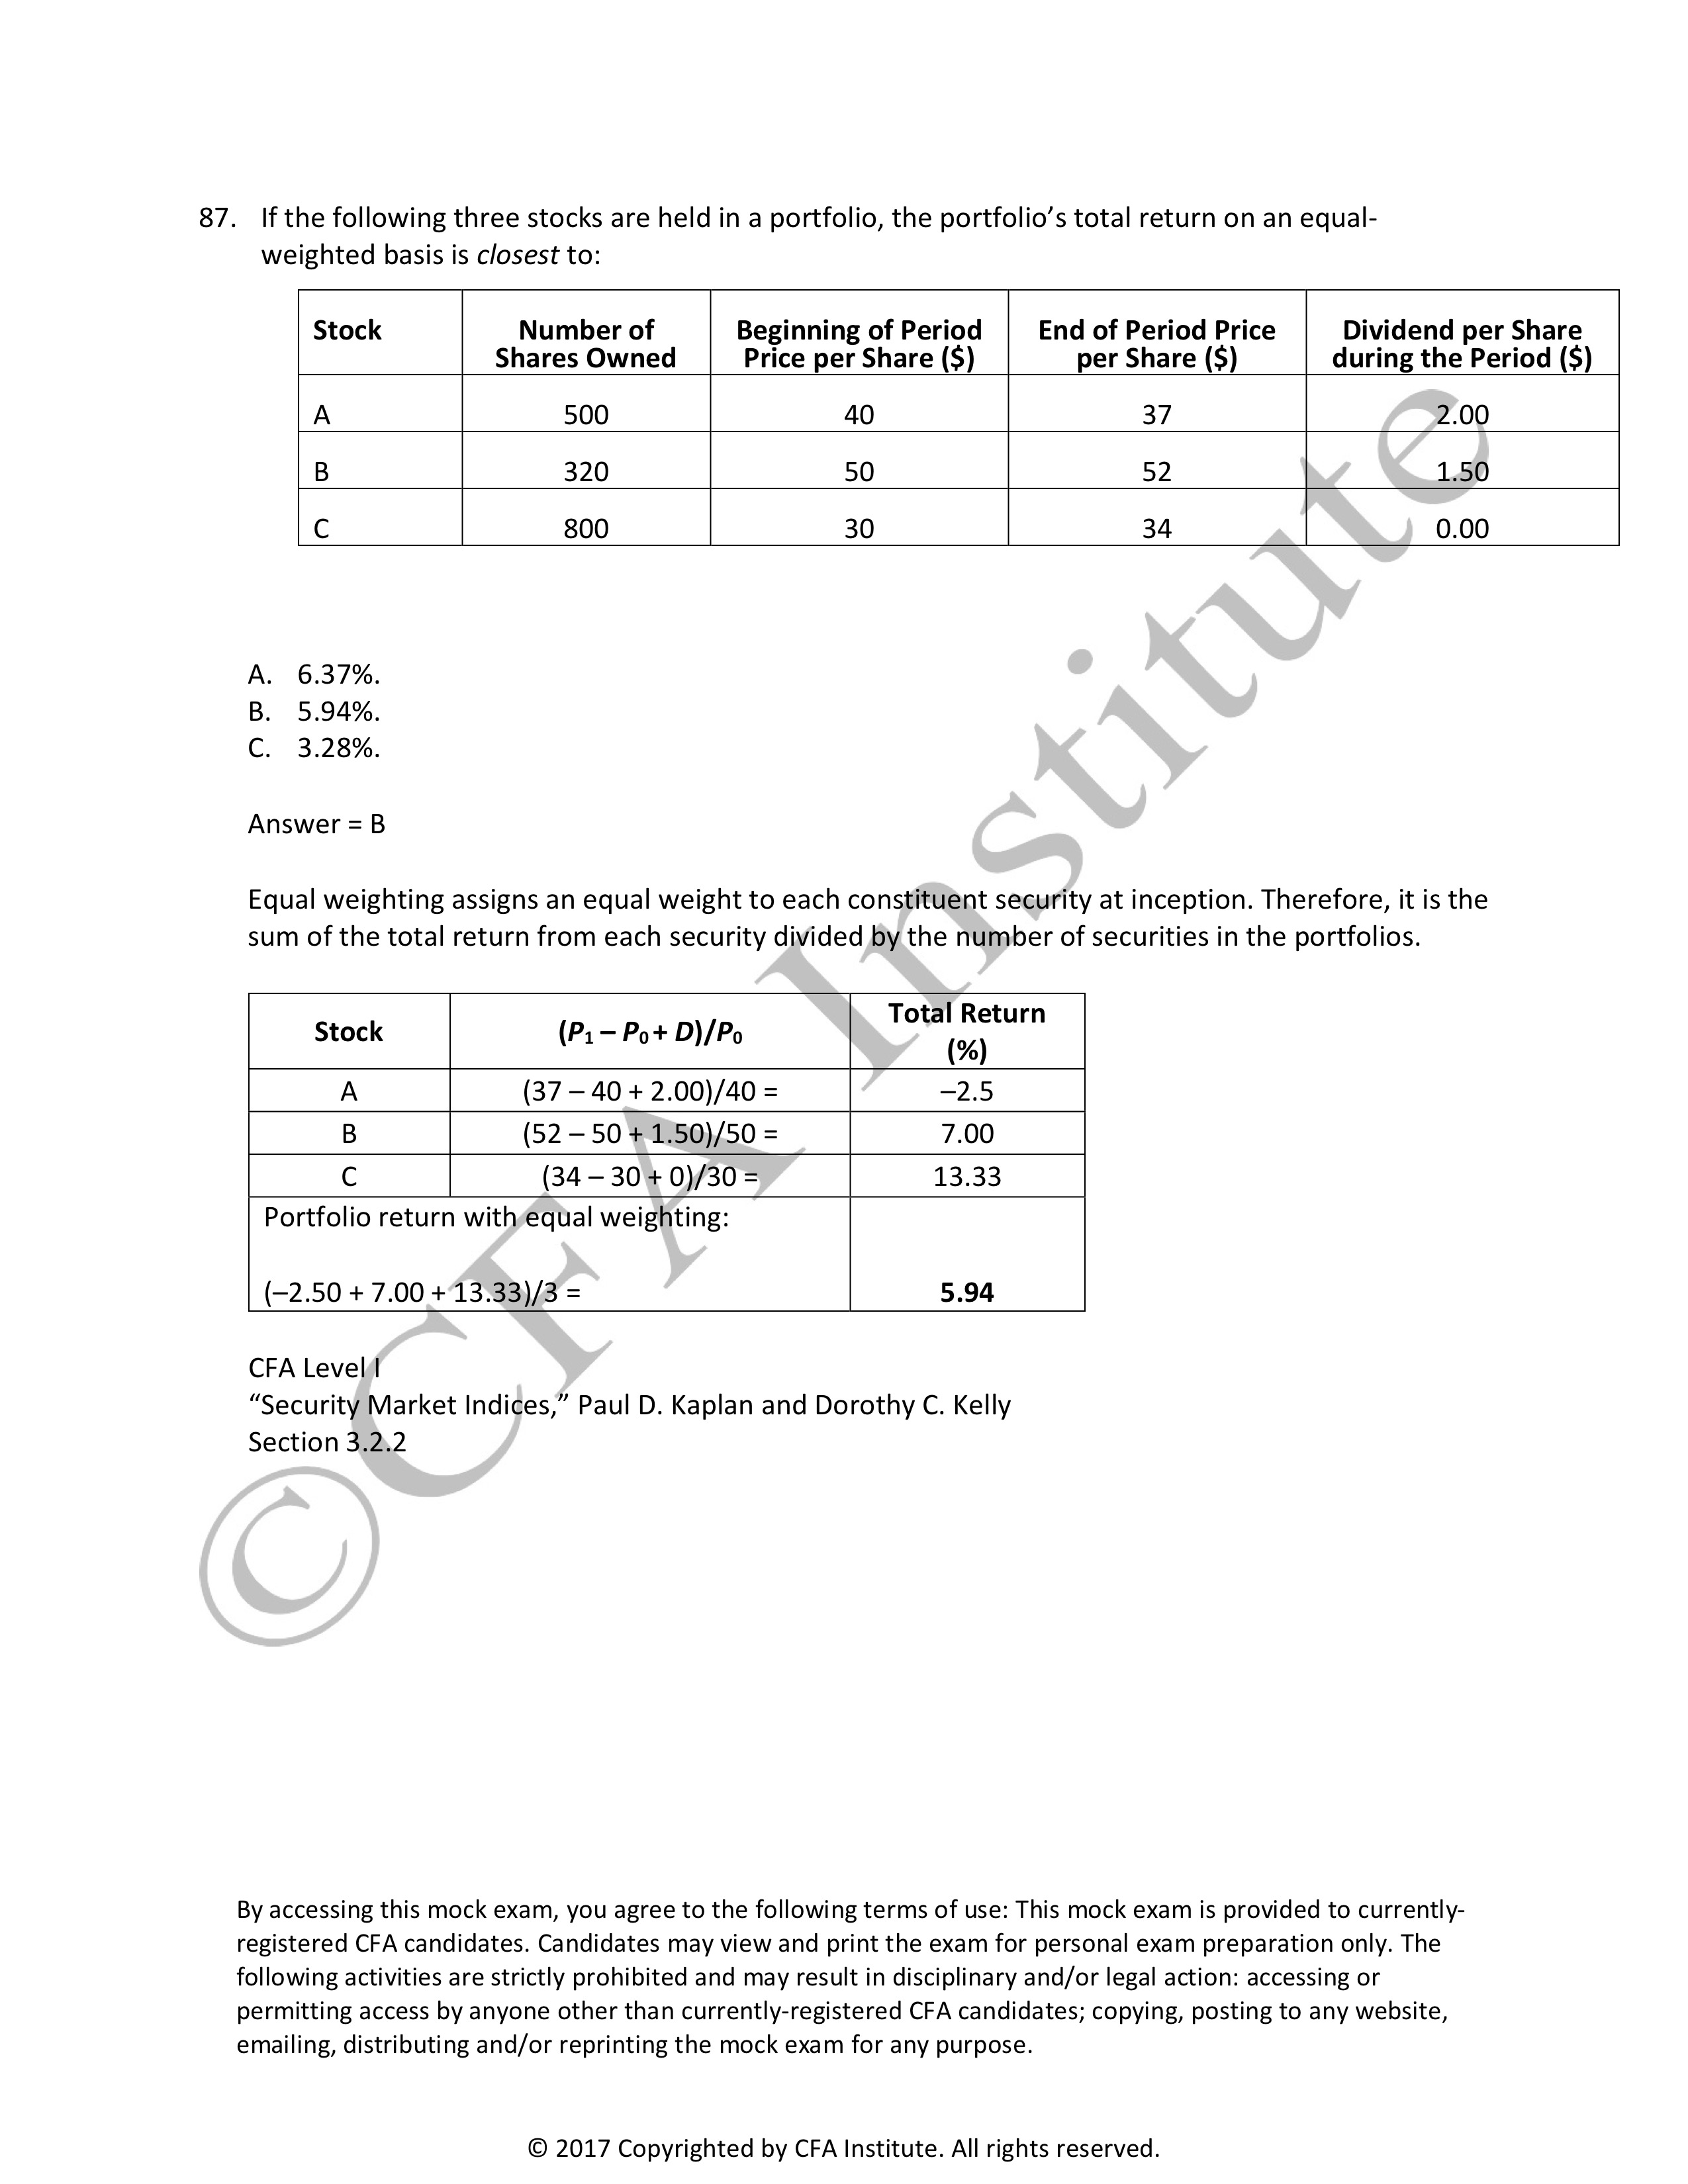 87. If the following three stocks are held in a portfolio, the portfolio’s total return on an equal-
weighted basis is closest to:
Stock Number of Shares Owned Beginning of Period Price per Share ($) End of Period Price per Share ($) Dividend per Share during the Period ($)
A 500 40 37 2.00
B 320 50 52 1.50
C 800 30 34 0.00
A. 6.37%.
B. 5.94%.
C. 3.28%.
Answer = B
Equal weighting assigns an equal weight to each constituent security at inception. Therefore, it is the
sum of the total return from each security divided by the number of securities in the portfolios.
Stock (P₁ – P₀ + D)/P₀ Total Return (%)
A (37 – 40 + 2.00)/40 = –2.5
B (52 – 50 + 1.50)/50 = 7.00
C (34 – 30 + 0)/30 = 13.33
Portfolio return with equal weighting:
(–2.50 + 7.00 + 13.33)/3 = 5.94
CFA Level I
“Security Market Indices,” Paul D. Kaplan and Dorothy C. Kelly
Section 3.2.2
© CFA Institute
By accessing this mock exam, you agree to the following terms of use: This mock exam is provided to currently-
registered CFA candidates. Candidates may view and print the exam for personal exam preparation only. The
following activities are strictly prohibited and may result in disciplinary and/or legal action: accessing or
permitting access by anyone other than currently-registered CFA candidates; copying, posting to any website,
emailing, distributing and/or reprinting the mock exam for any purpose.
© 2017 Copyrighted by CFA Institute. All rights reserved.